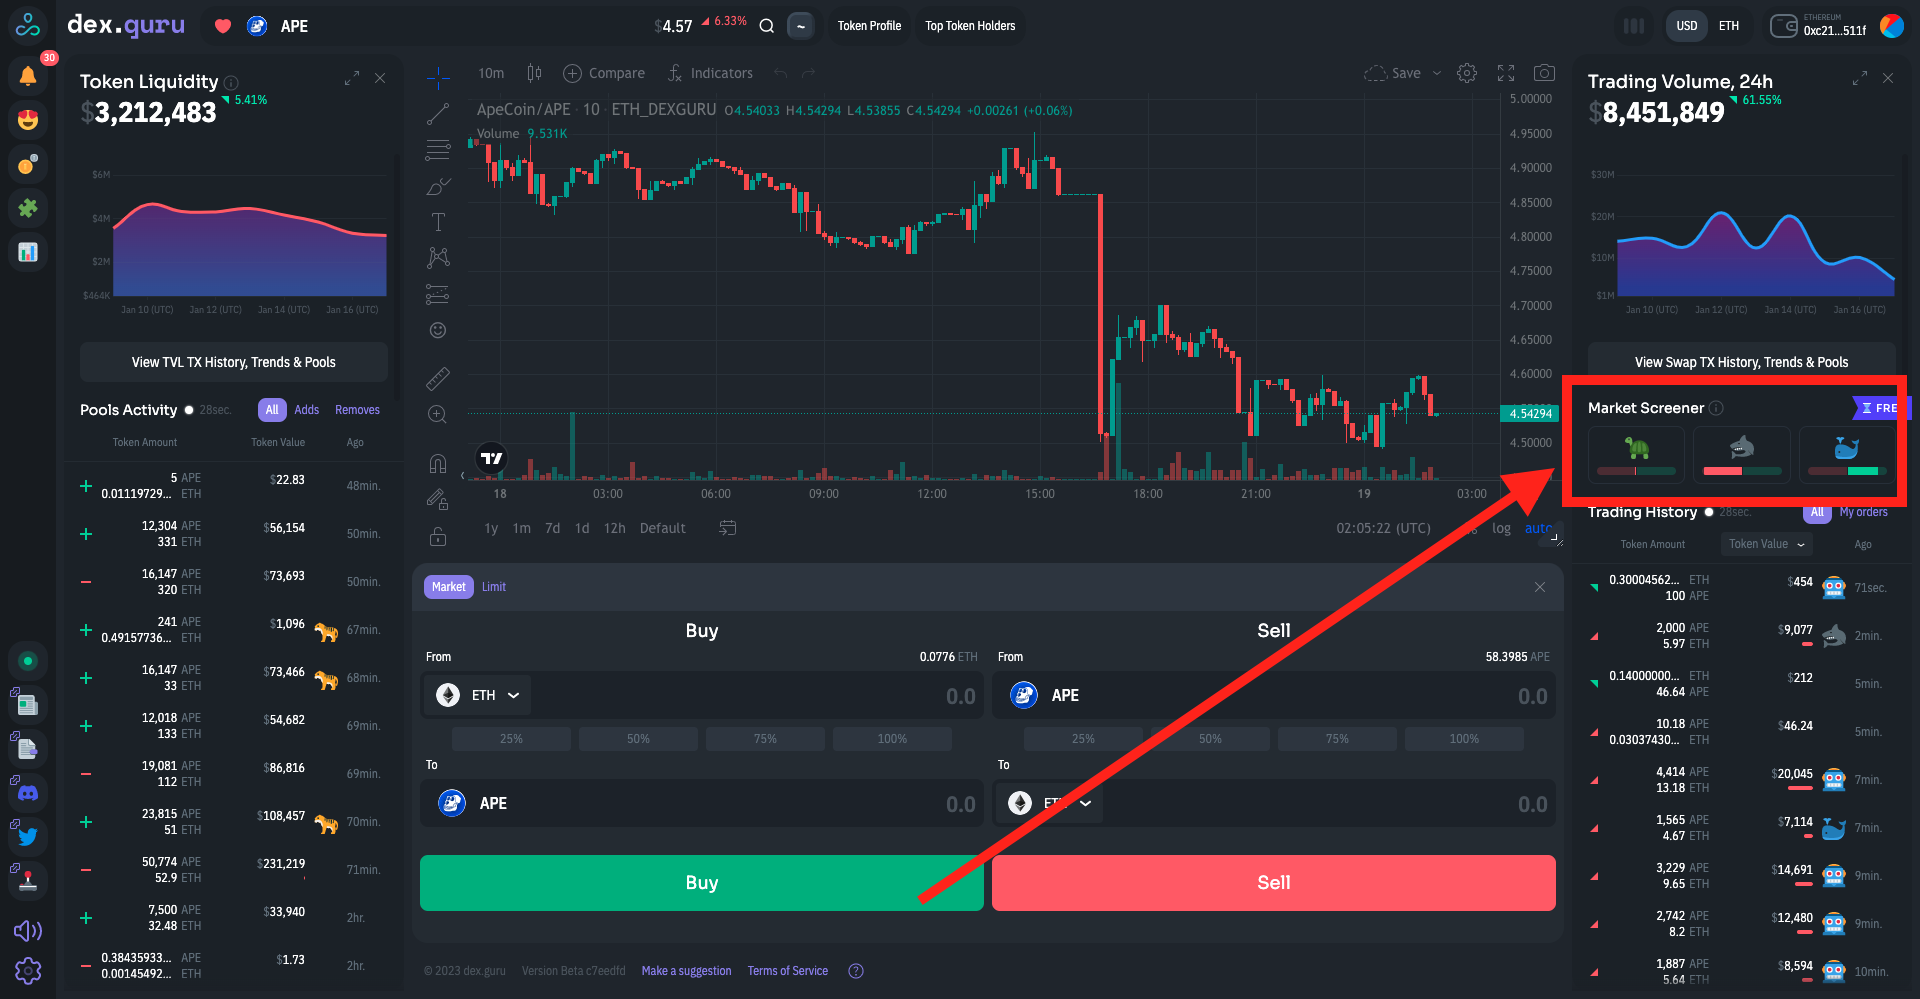 dex.guru
APE
$4.57
6.33%
~
Token Profile
Top Token Holders
USD
ETH
ETHEREUM
0xc21...511f
30
Token Liquidity
$3,212,483
5.41%
$6M
$4M
$2M
$464K
Jan 10 (UTC) Jan 12 (UTC) Jan 14 (UTC) Jan 16 (UTC)
View TVL TX History, Trends & Pools
Pools Activity 28sec. All Adds Removes
Token Amount Token Value Ago
5 APE $22.83 48min.
0.01119729... ETH
12,304 APE $56,154 50min.
331 ETH
16,147 APE $73,693 50min.
320 ETH
241 APE $1,096 67min.
0.49157736... ETH
16,147 APE $73,466 68min.
33 ETH
12,018 APE $54,682 69min.
133 ETH
19,081 APE $86,816 69min.
112 ETH
23,815 APE $108,457 70min.
51 ETH
50,774 APE $231,219 71min.
52.9 ETH
7,500 APE $33,940 2hr.
32.48 ETH
0.38435933... APE $1.73 2hr.
0.00145492... ETH
10m Compare Indicators Save
ApeCoin/APE · 10 · ETH_DEXGURU O4.54033 H4.54294 L4.53855 C4.54294 +0.00261 (+0.06%)
Volume 9.531K
5.00000
4.95000
4.90000
4.85000
4.80000
4.75000
4.70000
4.65000
4.60000
4.54294
4.50000
18 03:00 06:00 09:00 12:00 15:00 18:00 21:00 19 03:00
1y 1m 7d 1d 12h Default 02:05:22 (UTC) % log auto
Market Limit
Buy
From 0.0776 ETH
ETH 0.0
25% 50% 75% 100%
To
APE 0.0
Buy
Sell
From 58.3985 APE
APE 0.0
25% 50% 75% 100%
To
ETH 0.0
Sell
© 2023 dex.guru Version Beta c7eedfd Make a suggestion Terms of Service ?
Trading Volume, 24h
$8,451,849
61.55%
$30M
$20M
$10M
$1M
Jan 10 (UTC) Jan 12 (UTC) Jan 14 (UTC) Jan 16 (UTC)
View Swap TX History, Trends & Pools
Market Screener FRE
Trading History 28sec. All My orders
Token Amount Token Value Ago
0.30004562... ETH $454 71sec.
100 APE
2,000 APE $9,077 2min.
5.97 ETH
0.14000000... ETH $212 5min.
46.64 APE
10.18 APE $46.24 5min.
0.03037430... ETH
4,414 APE $20,045 7min.
13.18 ETH
1,565 APE $7,114 7min.
4.67 ETH
3,229 APE $14,691 9min.
9.65 ETH
2,742 APE $12,480 9min.
8.2 ETH
1,887 APE $8,594 10min.
5.64 ETH